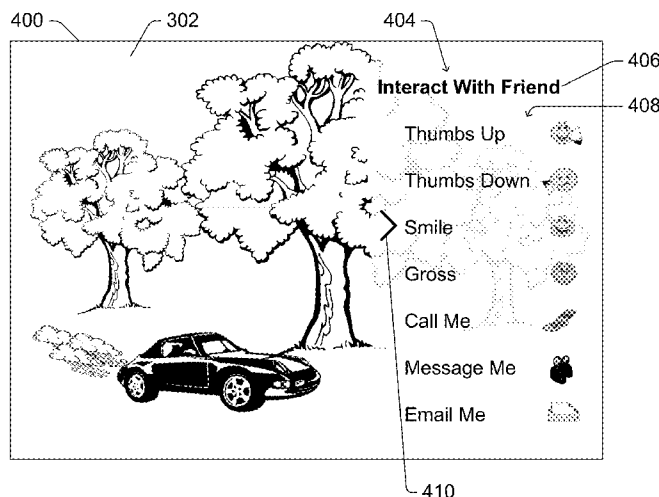 400
302
404
406
Interact With Friend
408
Thumbs Up
Thumbs Down
Smile
Gross
Call Me
Message Me
Email Me
410